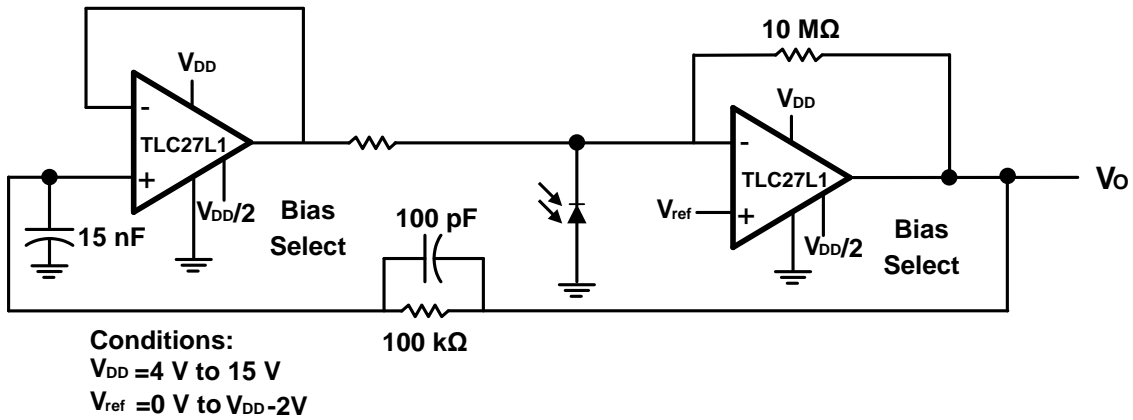 10 MΩ
VDD
-
TLC27L1
+
VDD/2
Bias
Select
15 nF
100 pF
100 kΩ
VDD
-
TLC27L1
Vref
+
VDD/2
Bias
Select
VO
Conditions:
VDD =4 V to 15 V
Vref =0 V to VDD-2V